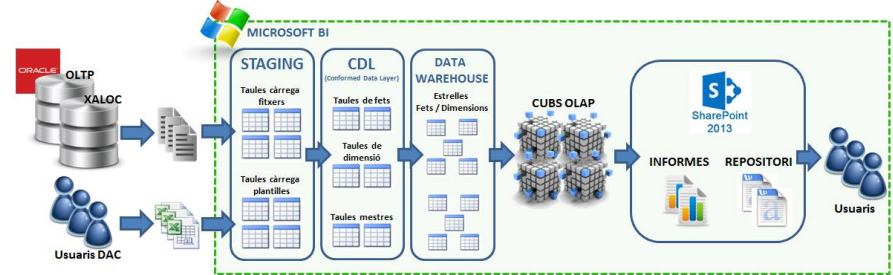 MICROSOFT BI
ORACLE
OLTP
XALOC
Usuaris DAC
STAGING
Taules càrrega
fitxers
Taules càrrega
plantilles
CDL
(Conformed Data Layer)
Taules de fets
Taules de
dimensió
Taules mestres
DATA
WAREHOUSE
Estrelles
Fets / Dimensions
CUBS OLAP
S
SharePoint
2013
INFORMES
REPOSITORI
Usuaris